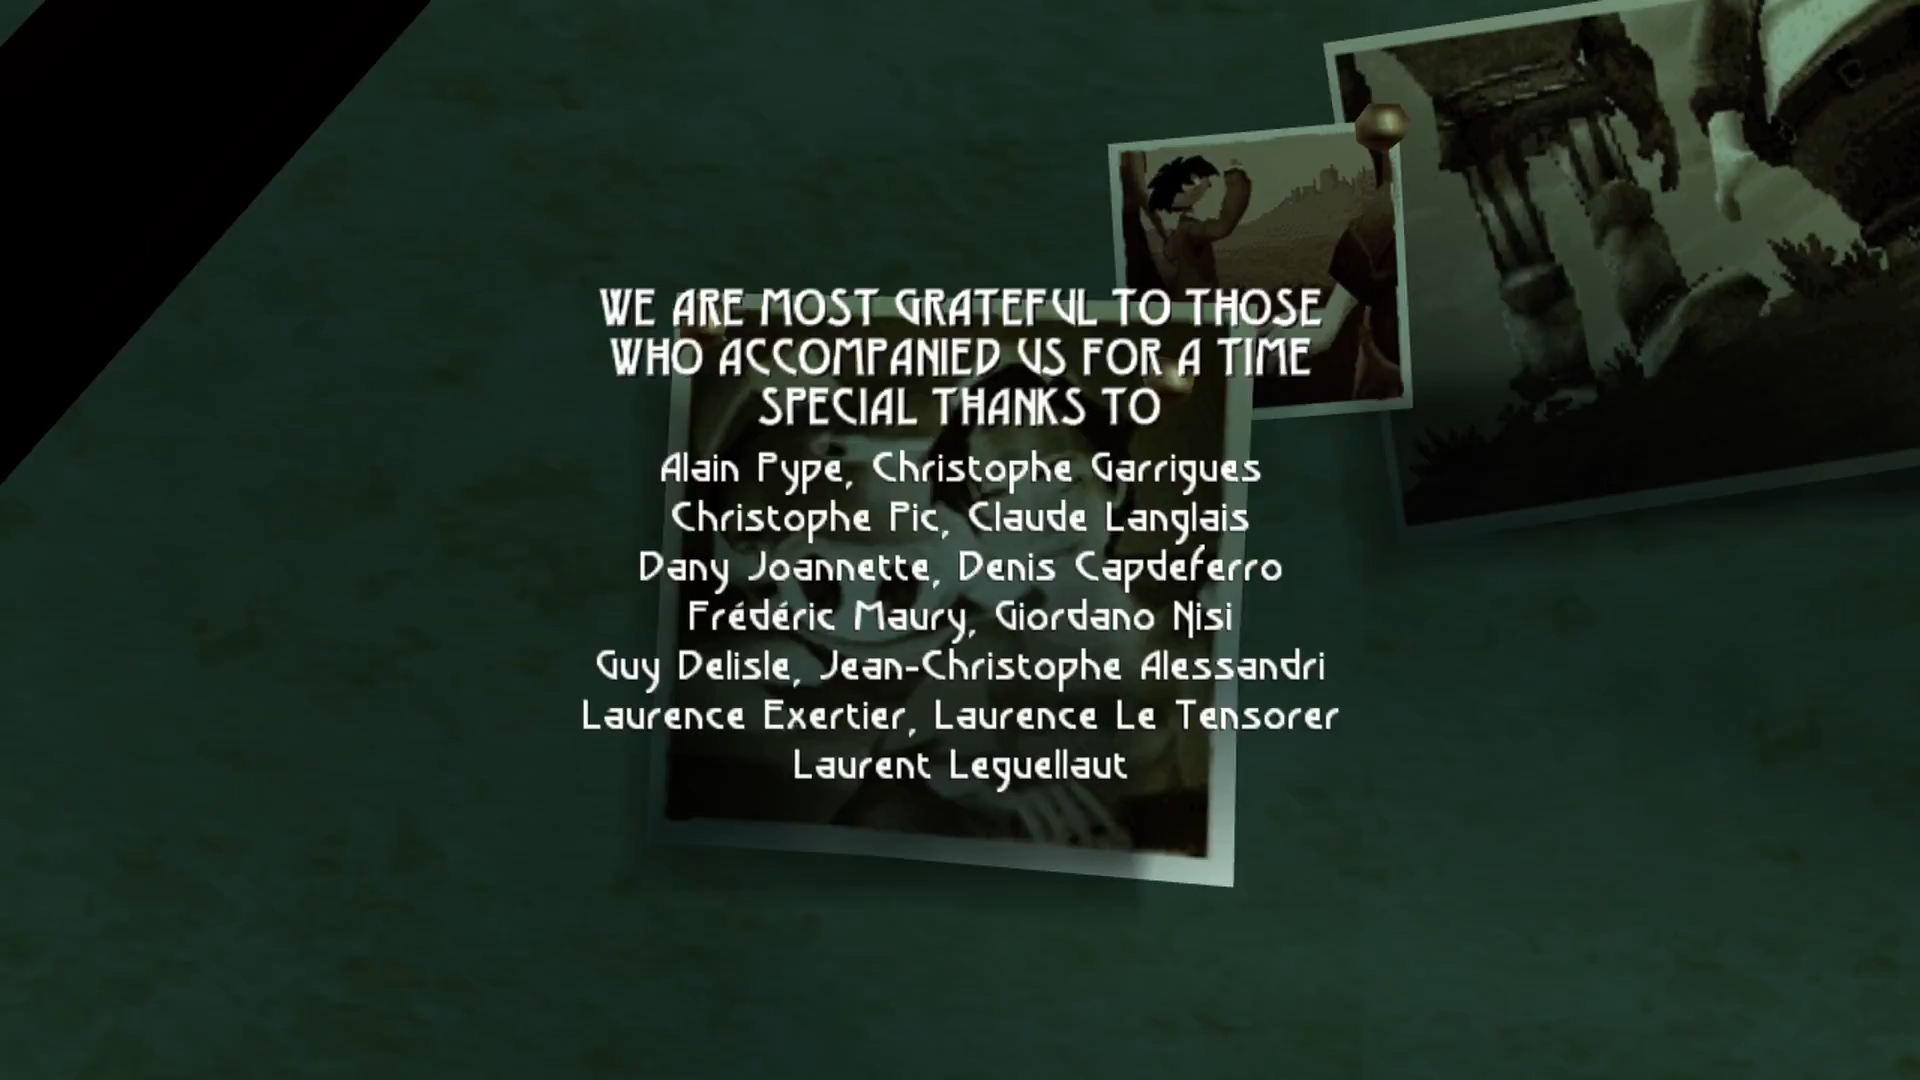 WE ARE MOST GRATEFUL TO THOSE
WHO ACCOMPANIED US FOR A TIME
SPECIAL THANKS TO
Alain Pype, Christophe Garrigues
Christophe Pic, Claude Langlais
Dany Joannette, Denis Capdeferro
Frédéric Maury, Giordano Nisi
Guy Delisle, Jean-Christophe Alessandri
Laurence Exertier, Laurence Le Tensorer
Laurent Leguellaut